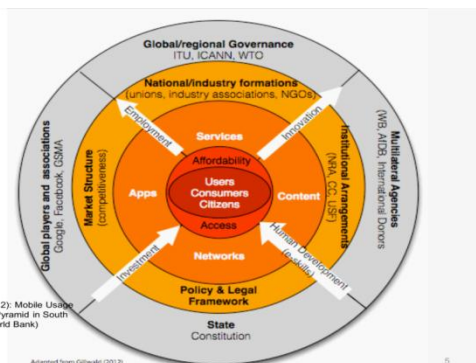 Global/regional Governance
ITU, ICANN, WTO
National/industry formations
(unions, industry associations, NGOs)
Employment
Innovation
Services
Global players and associations
Google, Facebook, GSMA
Market Structure
(competitiveness)
Affordability
Apps
Users
Consumers
Citizens
Content
Institutional Arrangements
(NRA, CC, USF)
Multilateral Agencies
(WB, AfDB, International Donors)
Access
Networks
Investment
Human Development
(e-skills)
Policy & Legal
Framework
State
Constitution
2): Mobile Usage
yramid in South
rld Bank)
Adapted from Gillwald (2012)
5